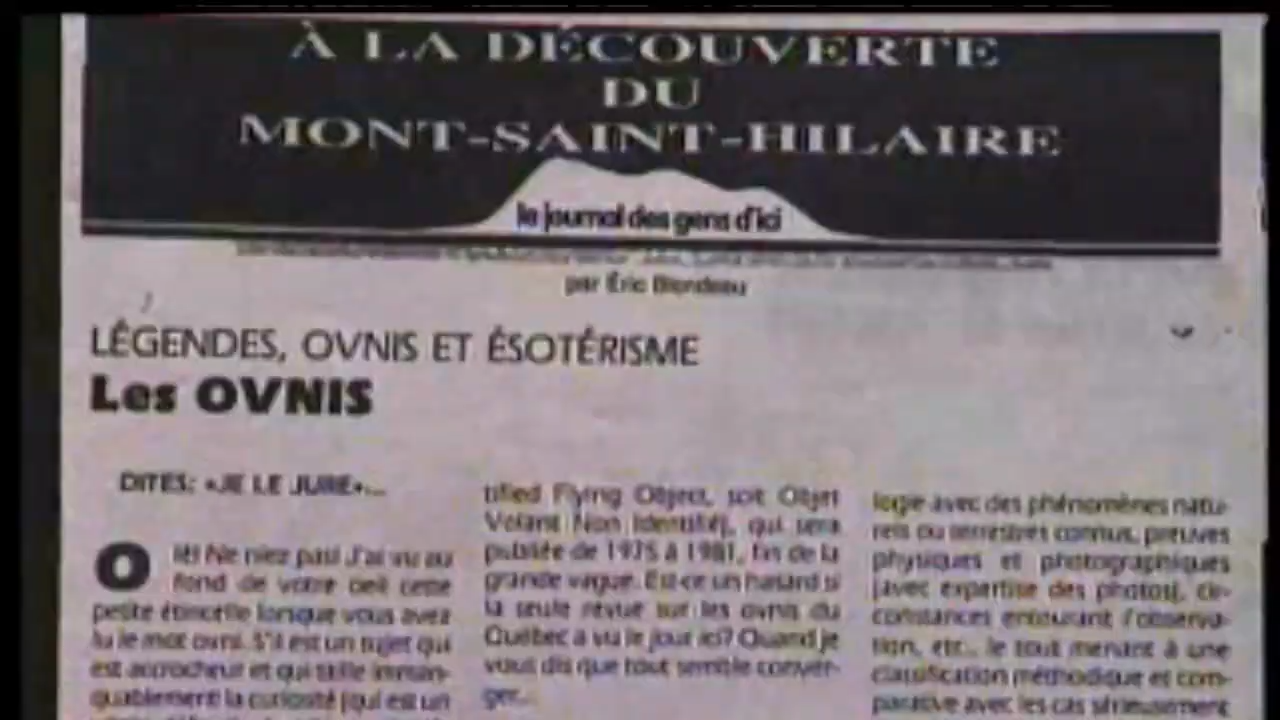 À LA DÉCOUVERTE
DU
MONT-SAINT-HILAIRE
le journal des gens d'ici
par Éric Blondeau
LÉGENDES, OVNIS ET ÉSOTÉRISME
Les OVNIS
DITES: «JE LE JURE»...
O lé! Ne niez pas! J'ai vu au
fond de votre oeil cette
petite étincelle lorsque vous avez
lu le mot ovni. S'il est un sujet qui
est accrocheur et qui titille imman-
quablement la curiosité (qui est un
tified Flying Object, soit Objet
Volant Non Identifié), qui sera
publiée de 1975 à 1981, fin de la
grande vague. Est-ce un hasard si
la seule revue sur les ovnis du
Québec a vu le jour ici? Quand je
vous dis que tout semble conver-
ger...
logie avec des phénomènes natu-
rels ou terrestres connus, preuves
physiques et photographiques
(avec expertise des photos), cir-
constances entourant l'observa-
tion, etc., le tout menant à une
classification méthodique et com-
parative avec les cas sérieusement